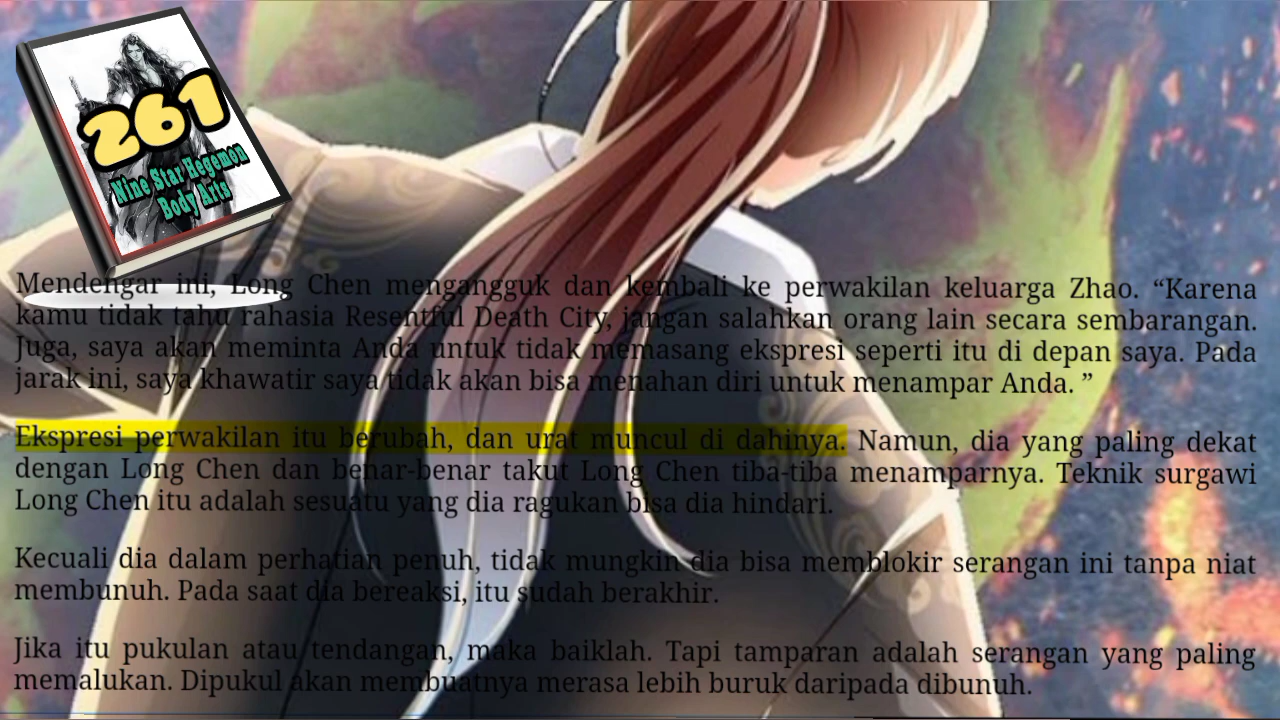 261
Nine Star Hegemon
Body Arts
Mendengar ini, Long Chen mengangguk dan kembali ke perwakilan keluarga Zhao. “Karena
kamu tidak tahu rahasia Resentful Death City, jangan salahkan orang lain secara sembarangan.
Juga, saya akan meminta Anda untuk tidak memasang ekspresi seperti itu di depan saya. Pada
jarak ini, saya khawatir saya tidak akan bisa menahan diri untuk menampar Anda. ”
Ekspresi perwakilan itu berubah, dan urat muncul di dahinya. Namun, dia yang paling dekat
dengan Long Chen dan benar-benar takut Long Chen tiba-tiba menamparnya. Teknik surgawi
Long Chen itu adalah sesuatu yang dia ragukan bisa dia hindari.
Kecuali dia dalam perhatian penuh, tidak mungkin dia bisa memblokir serangan ini tanpa niat
membunuh. Pada saat dia bereaksi, itu sudah berakhir.
Jika itu pukulan atau tendangan, maka baiklah. Tapi tamparan adalah serangan yang paling
memalukan. Dipukul akan membuatnya merasa lebih buruk daripada dibunuh.